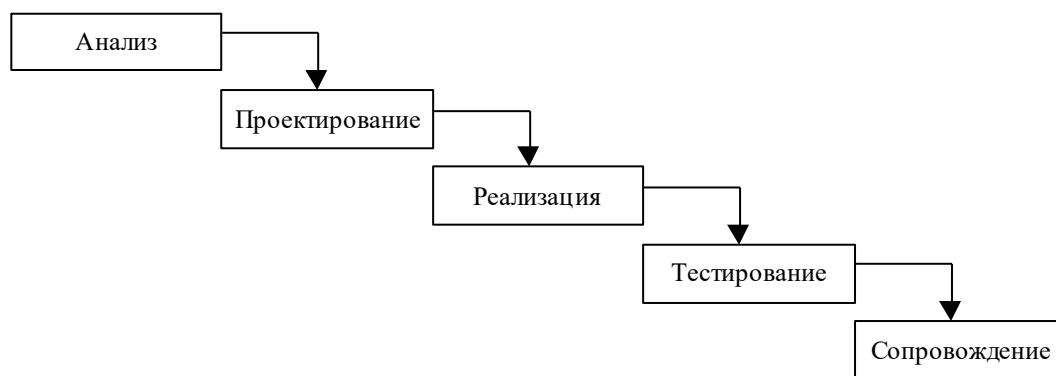 Анализ
Проектирование
Реализация
Тестирование
Сопровождение